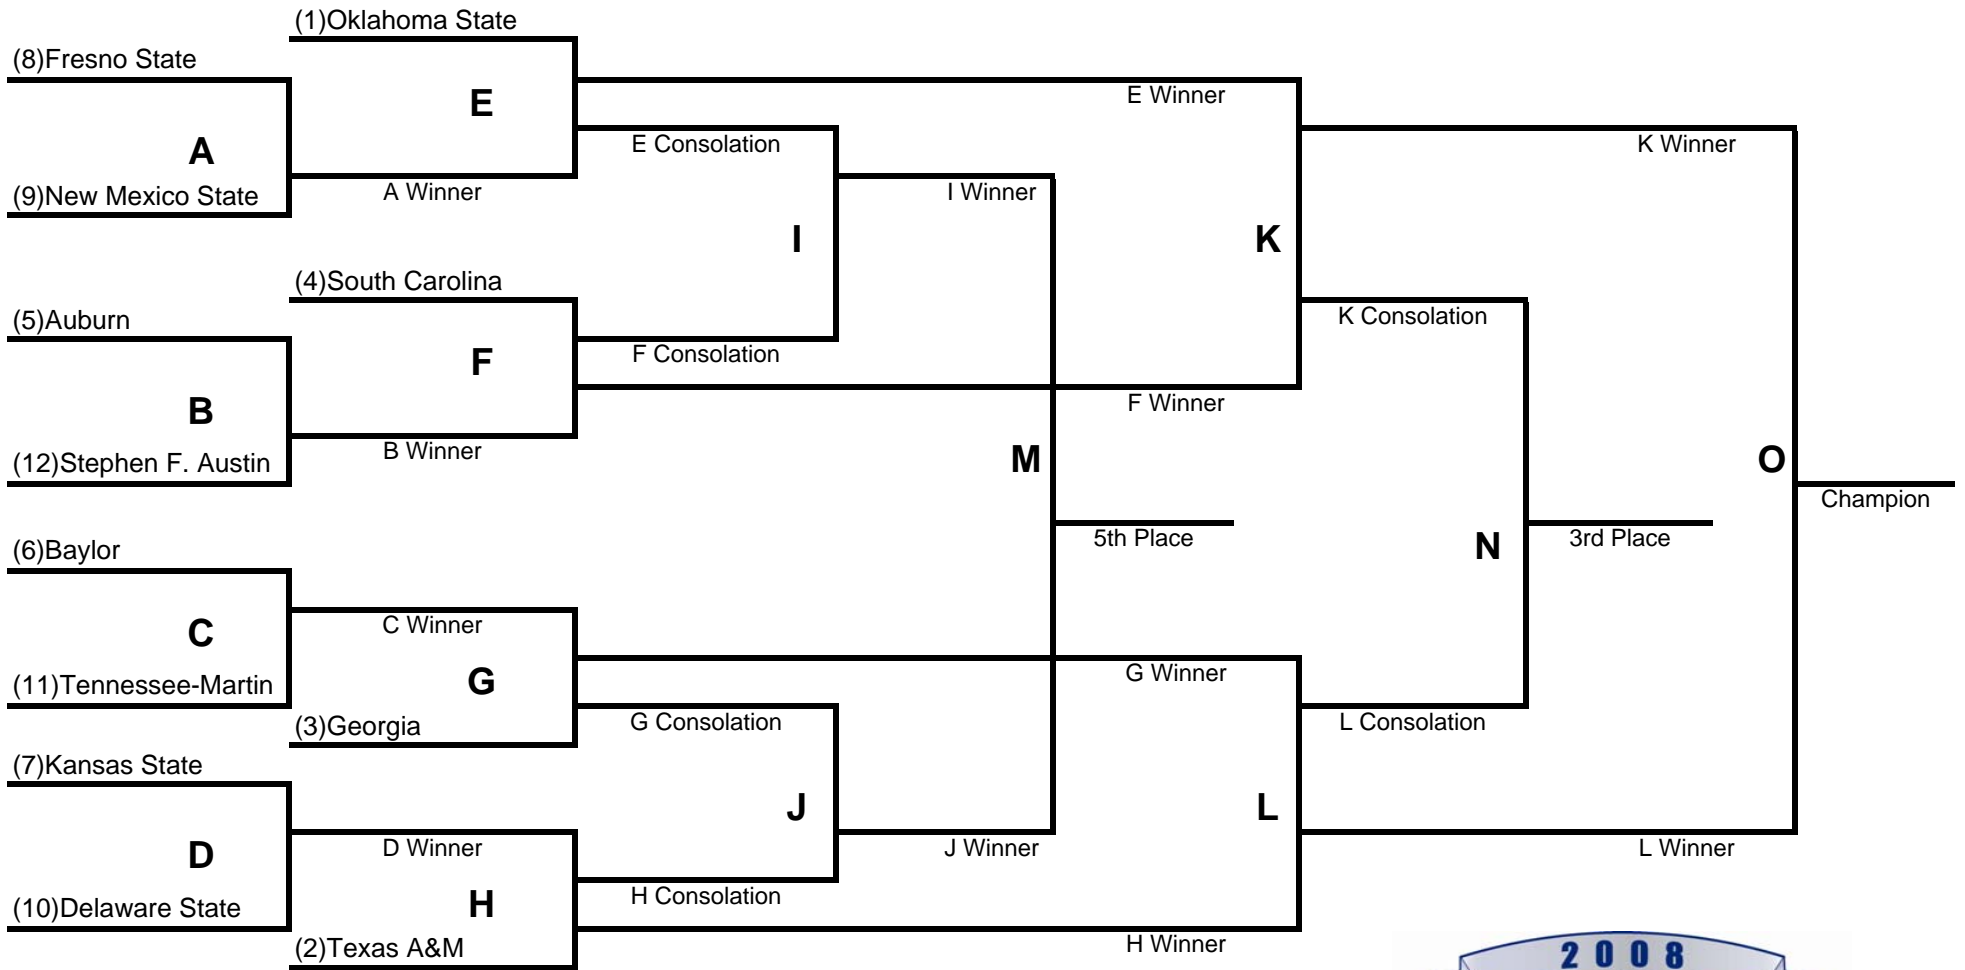 (1)Oklahoma State
(8)Fresno State
E
E Winner
A
E Consolation
K Winner
(9)New Mexico State
A Winner
I Winner
I
K
(4)South Carolina
(5)Auburn
K Consolation
F
F Consolation
B
F Winner
B Winner
(12)Stephen F. Austin
M
O
Champion
(6)Baylor
5th Place
N
3rd Place
C
C Winner
(11)Tennessee-Martin
G
G Winner
(3)Georgia
G Consolation
L Consolation
(7)Kansas State
J
L
D
D Winner
J Winner
L Winner
(10)Delaware State
H
H Consolation
(2)Texas A&M
H Winner
2008